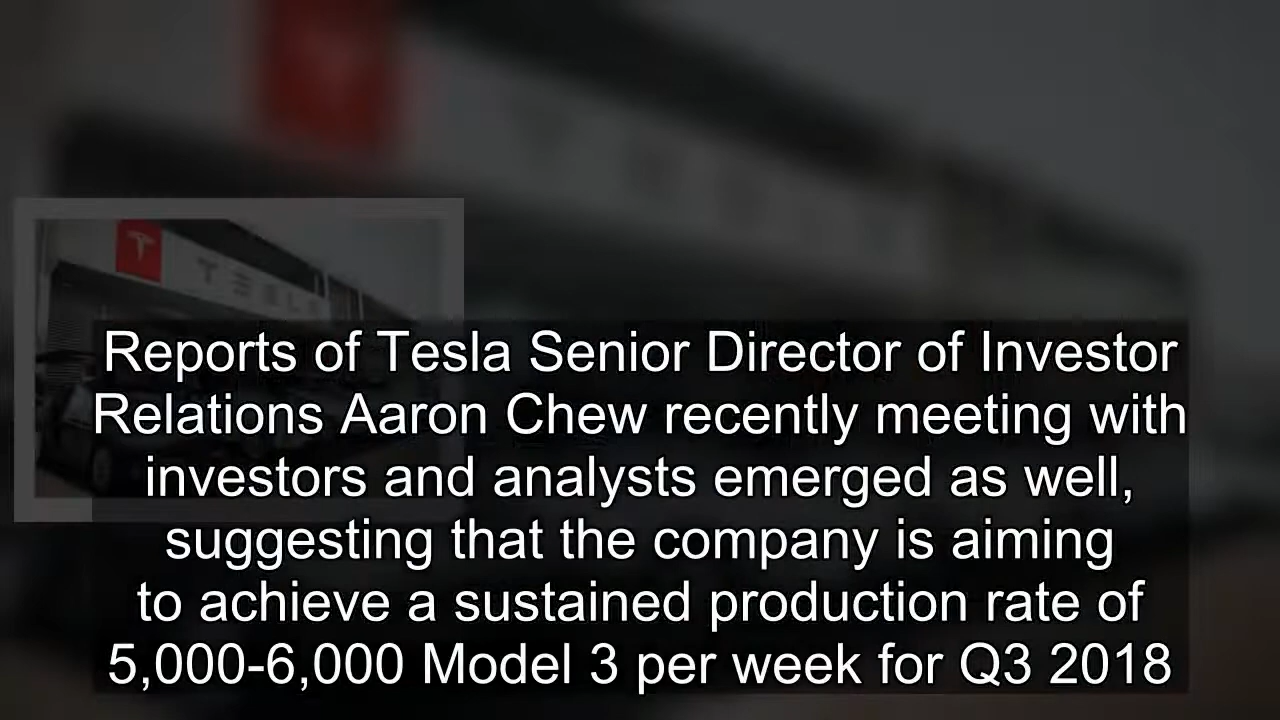 TESLA
Reports of Tesla Senior Director of Investor
Relations Aaron Chew recently meeting with
investors and analysts emerged as well,
suggesting that the company is aiming
to achieve a sustained production rate of
5,000-6,000 Model 3 per week for Q3 2018